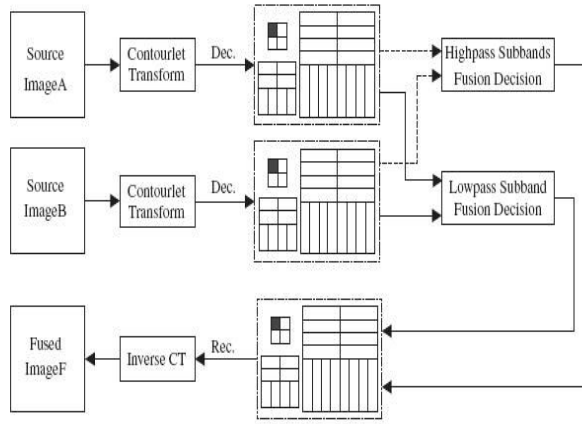 Source
ImageA
Contourlet
Transform
Dec.
Highpass Subbands
Fusion Decision
Source
ImageB
Contourlet
Transform
Dec.
Lowpass Subband
Fusion Decision
Fused
ImageF
Inverse CT
Rec.